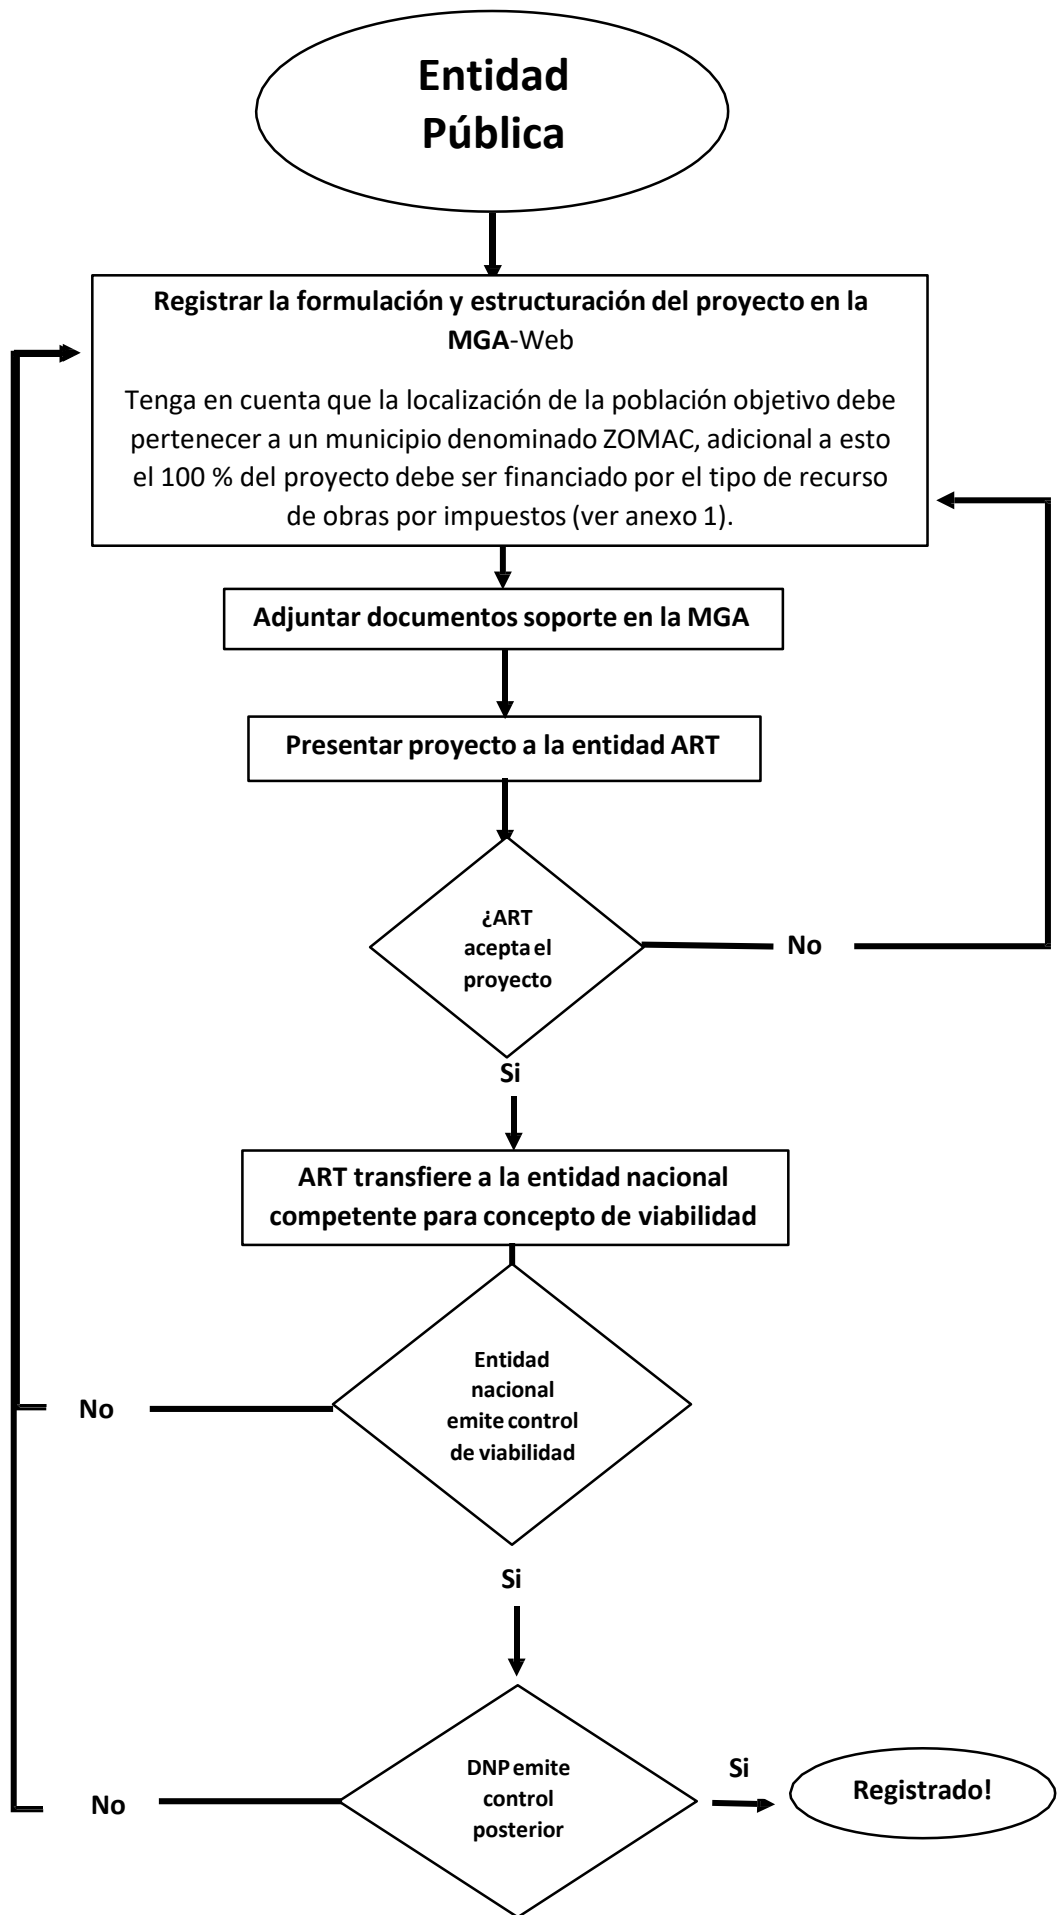 Entidad
Pública
Registrar la formulación y estructuración del proyecto en la
MGA-Web
Tenga en cuenta que la localización de la población objetivo debe
pertenecer a un municipio denominado ZOMAC, adicional a esto
el 100 % del proyecto debe ser financiado por el tipo de recurso
de obras por impuestos (ver anexo 1).
Adjuntar documentos soporte en la MGA
Presentar proyecto a la entidad ART
¿ART
acepta el
proyecto
No
Si
ART transfiere a la entidad nacional
competente para concepto de viabilidad
Entidad
nacional
emite control
de viabilidad
No
Si
DNP emite
control
posterior
No
Si
Registrado!